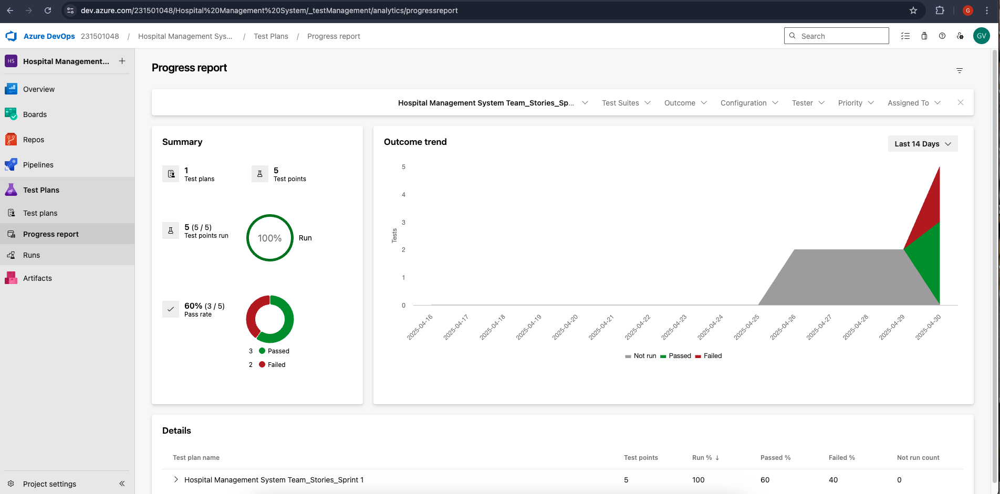 dev.azure.com/231501048/Hospital%20Management%20System/_testManagement/analytics/progressreport
G
Azure DevOps 231501048 / Hospital Management Sys... / Test Plans / Progress report
Search
GV
HS Hospital Management... +
Overview
Boards
Repos
Pipelines
Test Plans
Test plans
Progress report
Runs
Artifacts
Project settings
Progress report
Hospital Management System Team_Stories_Sp... Test Suites Outcome Configuration Tester Priority Assigned To
Summary
1
Test plans
5
Test points
5 (5 / 5)
Test points run
100%
Run
60% (3 / 5)
Pass rate
3 Passed
2 Failed
Outcome trend
Last 14 Days
Tests
5
4
3
2
1
0
2025-04-16 2025-04-17 2025-04-18 2025-04-19 2025-04-20 2025-04-21 2025-04-22 2025-04-23 2025-04-24 2025-04-25 2025-04-26 2025-04-27 2025-04-28 2025-04-29 2025-04-30
Not run Passed Failed
Details
Test plan name Test points Run % ↓ Passed % Failed % Not run count
Hospital Management System Team_Stories_Sprint 1 5 100 60 40 0